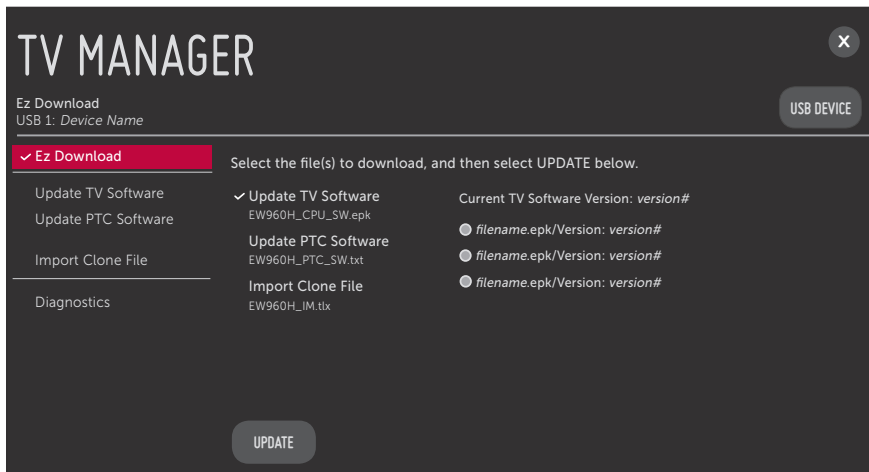 TV MANAGER
X
Ez Download
USB 1: Device Name
USB DEVICE
Ez Download
Update TV Software
Update PTC Software
Import Clone File
Diagnostics
Select the file(s) to download, and then select UPDATE below.
Update TV Software
EW960H_CPU_SW.epk
Update PTC Software
EW960H_PTC_SW.txt
Import Clone File
EW960H_IM.tlx
Current TV Software Version: version#
filename.epk/Version: version#
filename.epk/Version: version#
filename.epk/Version: version#
UPDATE